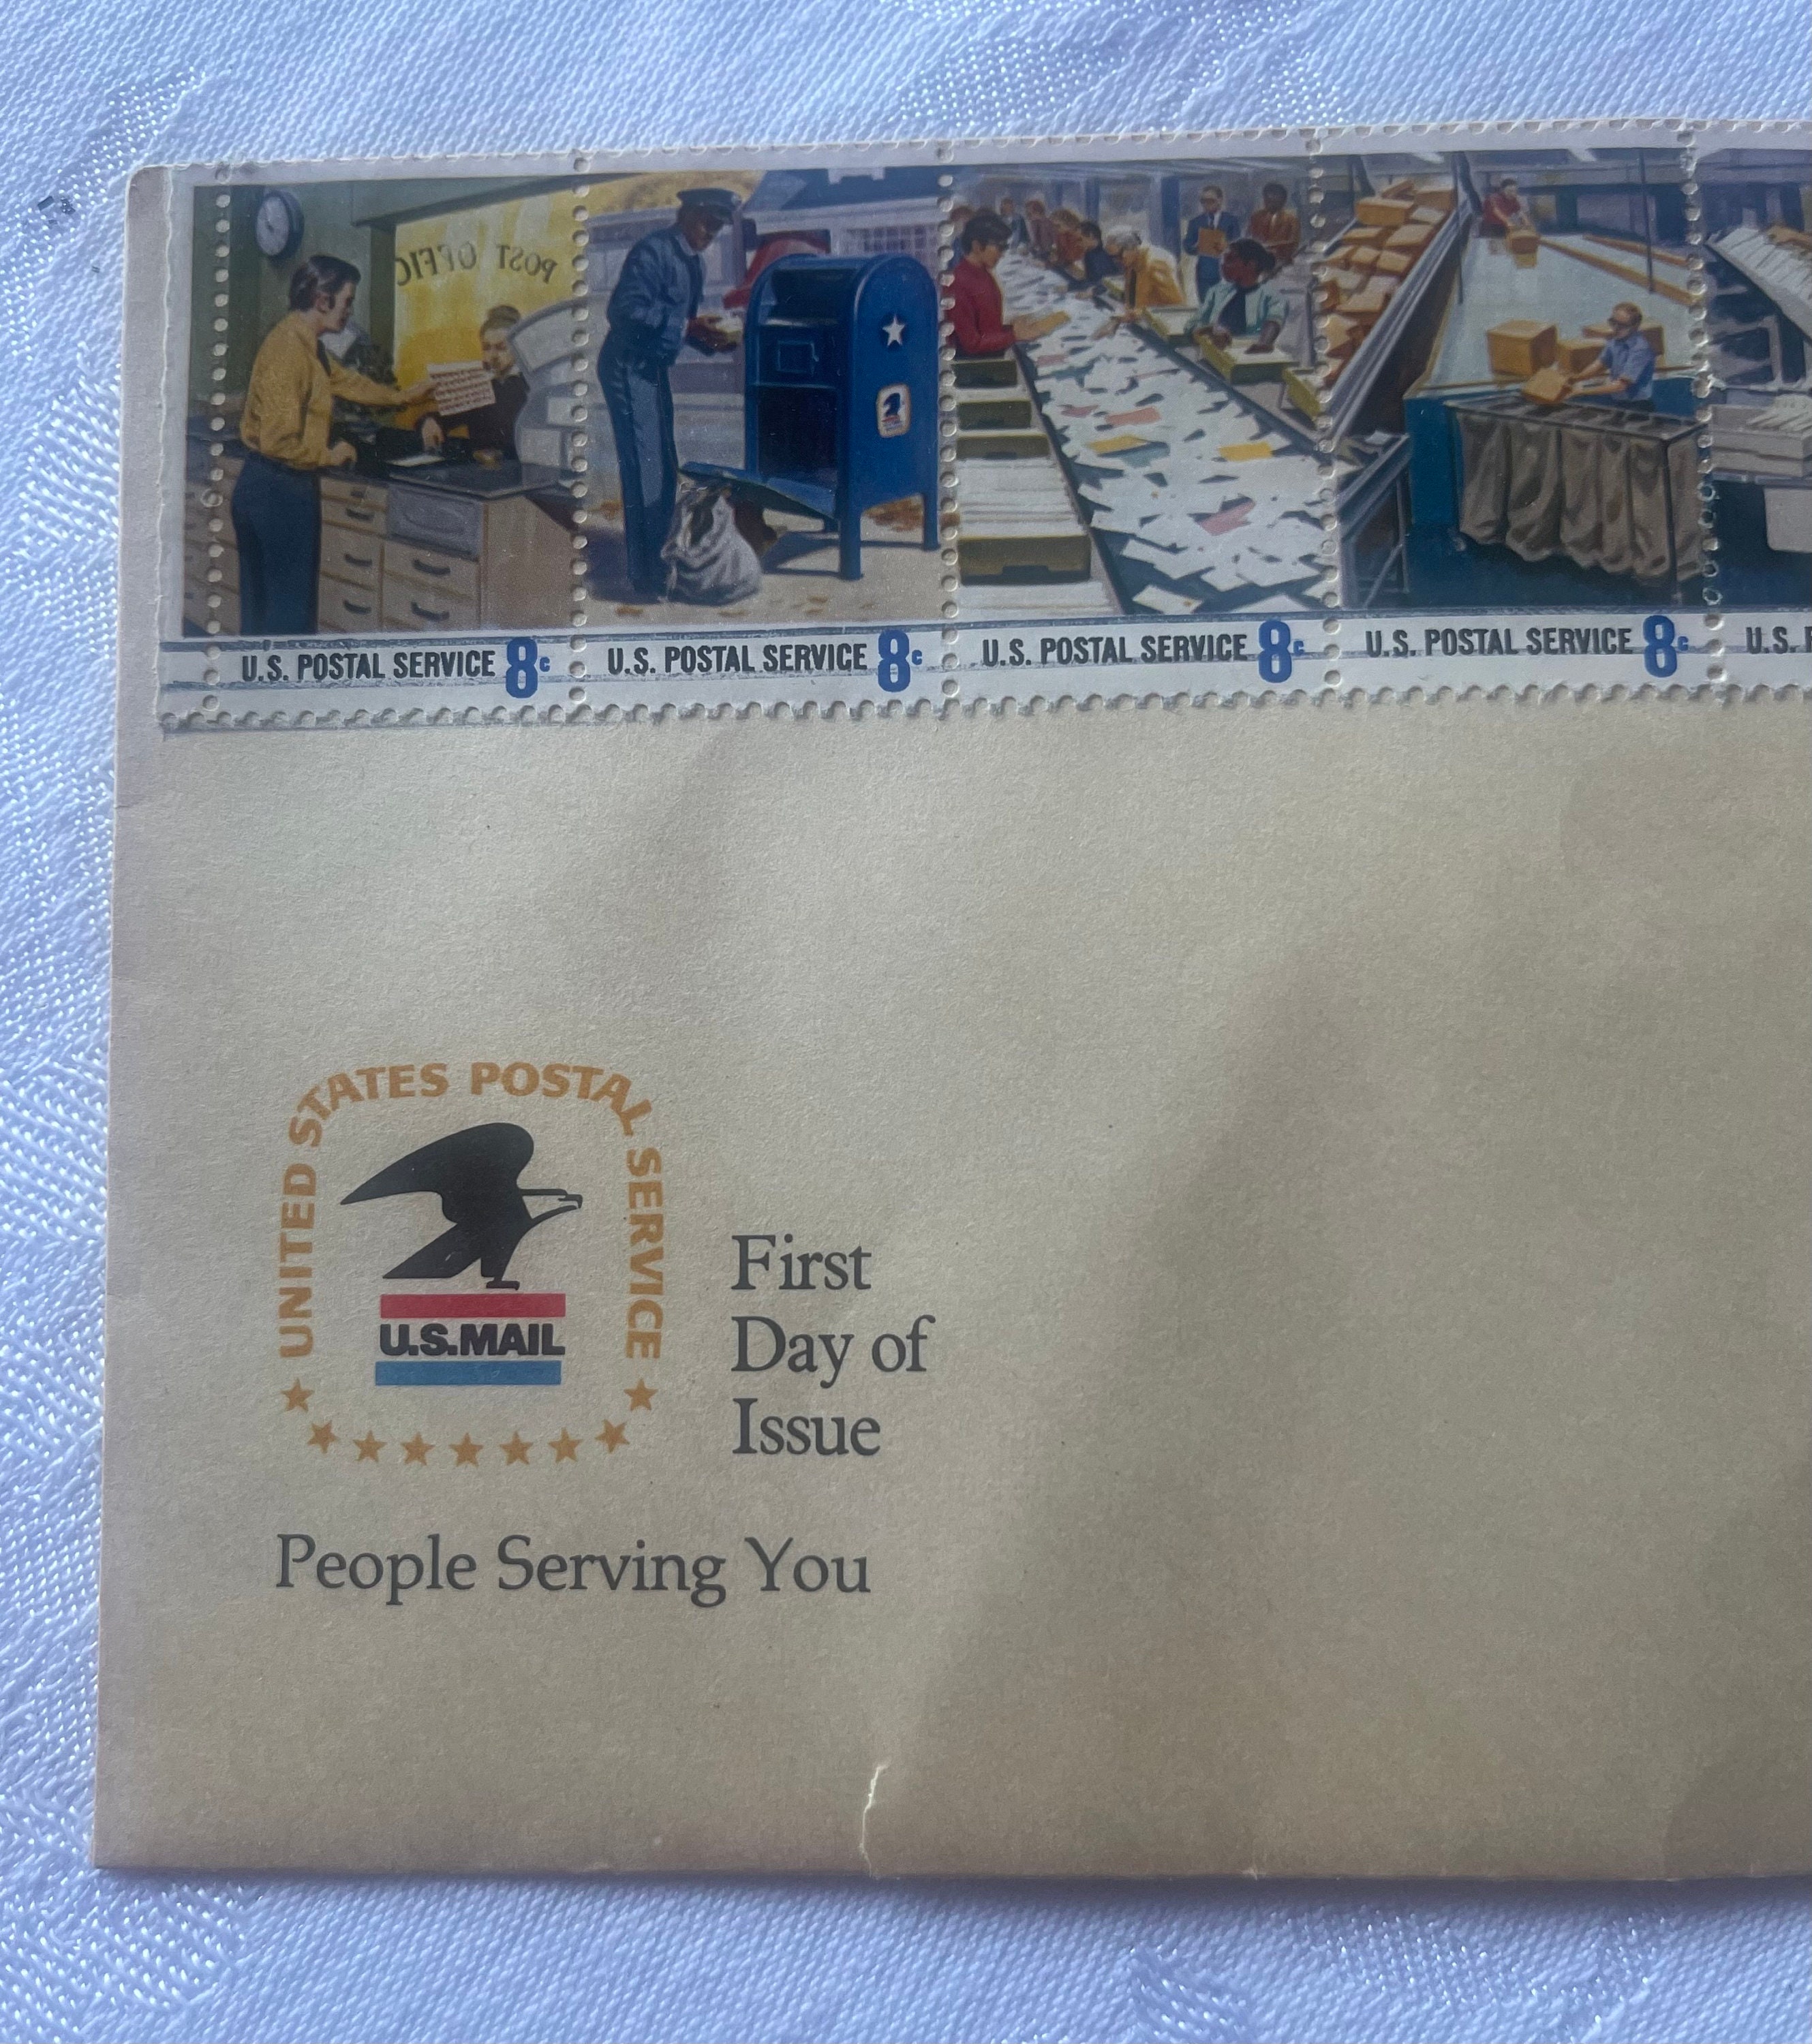 POST OFFIC
U.S. POSTAL SERVICE 8c
U.S. POSTAL SERVICE 8c
U.S. POSTAL SERVICE 8c
U.S. POSTAL SERVICE 8c
U.S.
UNITED STATES POSTAL SERVICE
U.S.MAIL
First
Day of
Issue
People Serving You